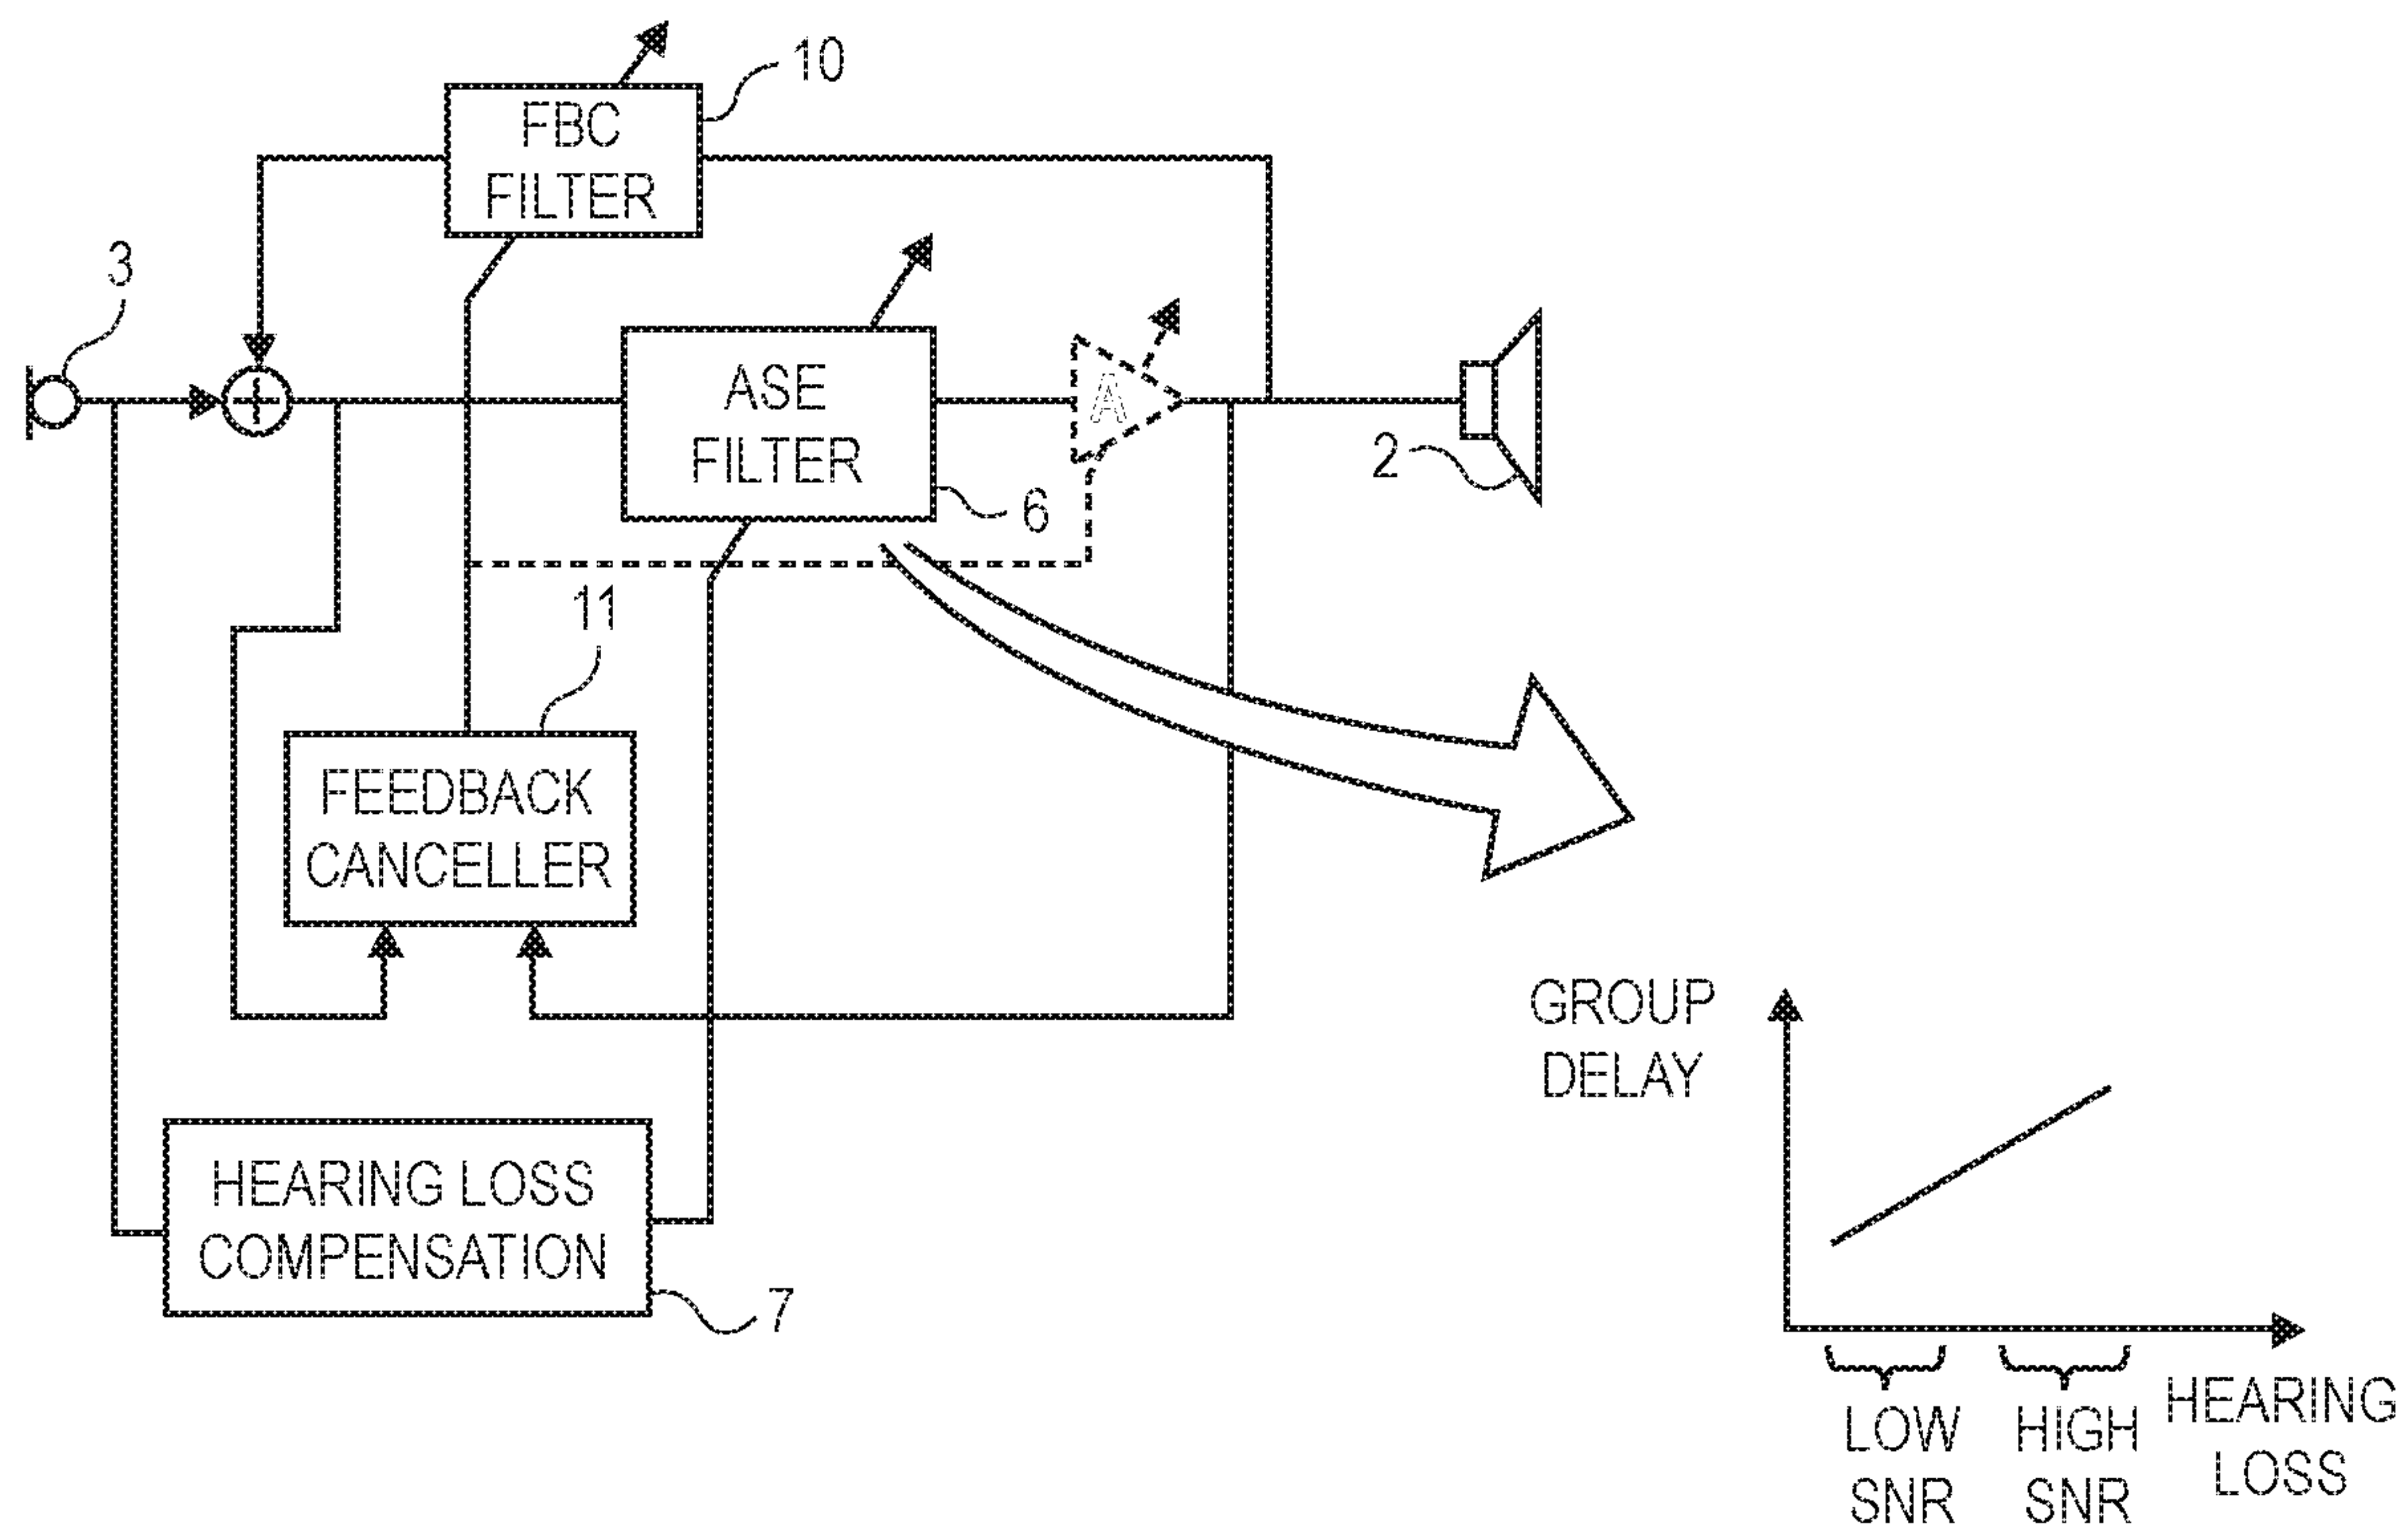 10
FBC
FILTER
3
ASE
FILTER
A
2
6
11
FEEDBACK
CANCELLER
GROUP
DELAY
HEARING LOSS
COMPENSATION
7
LOW
SNR
HIGH
SNR
HEARING
LOSS